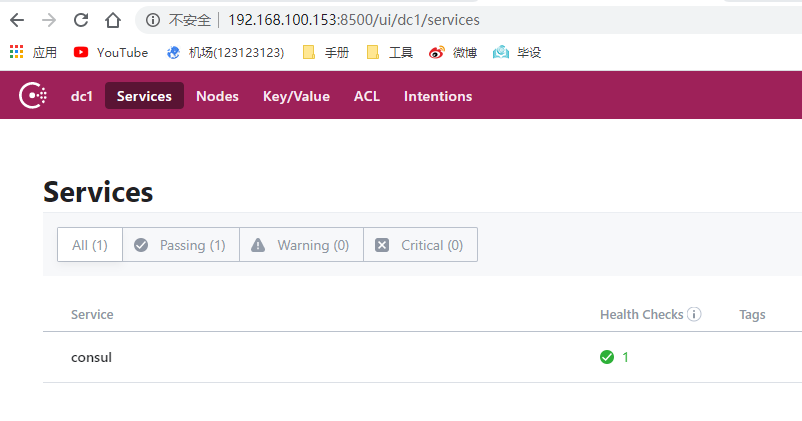 不安全 192.168.100.153:8500/ui/dc1/services
应用 YouTube 机场(123123123) 手册 工具 微博 毕设
dc1 Services Nodes Key/Value ACL Intentions
Services
All (1) Passing (1) Warning (0) Critical (0)
Service Health Checks Tags
consul 1